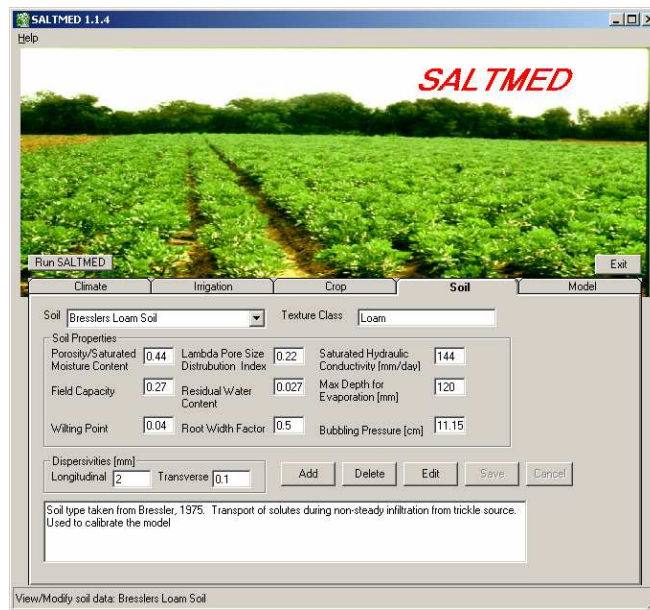 SALTMED 1.1.4
Help
SALTMED
Run SALTMED
Exit
Climate Irrigation Crop Soil Model
Soil Bresslers Loam Soil Texture Class Loam
Soil Properties
Porosity/Saturated Moisture Content 0.44 Lambda Pore Size Distrubution Index 0.22 Saturated Hydraulic Conductivity [mm/day] 144
Field Capacity 0.27 Residual Water Content 0.027 Max Depth for Evaporation [mm] 120
Wilting Point 0.04 Root Width Factor 0.5 Bubbling Pressure [cm] 11.15
Dispersivities [mm]
Longitudinal 2 Transverse 0.1 Add Delete Edit Save Cancel
Soil type taken from Bressler, 1975. Transport of solutes during non-steady infiltration from trickle source.
Used to calibrate the model
View/Modify soil data: Bresslers Loam Soil